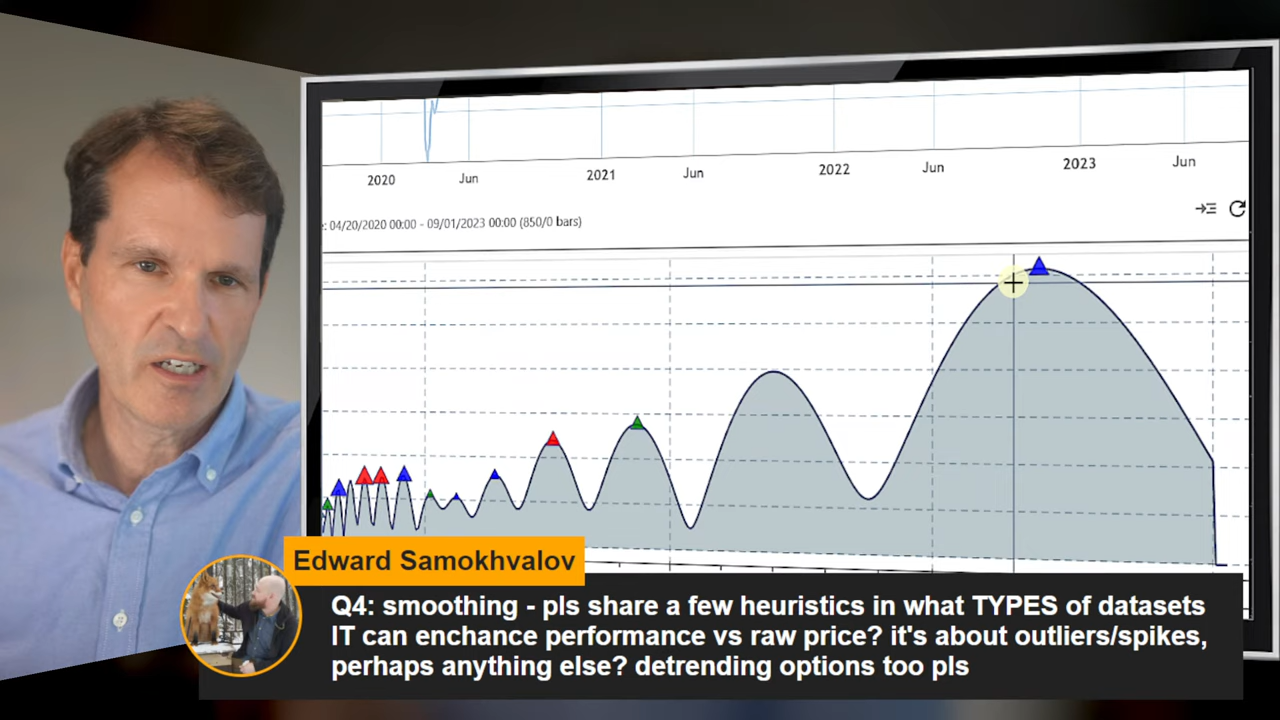 2020
Jun
2021
Jun
2022
Jun
2023
Jun
: 04/20/2020 00:00 - 09/01/2023 00:00 (850/0 bars)
Edward Samokhvalov
Q4: smoothing - pls share a few heuristics in what TYPES of datasets
IT can enchance performance vs raw price? it's about outliers/spikes,
perhaps anything else? detrending options too pls